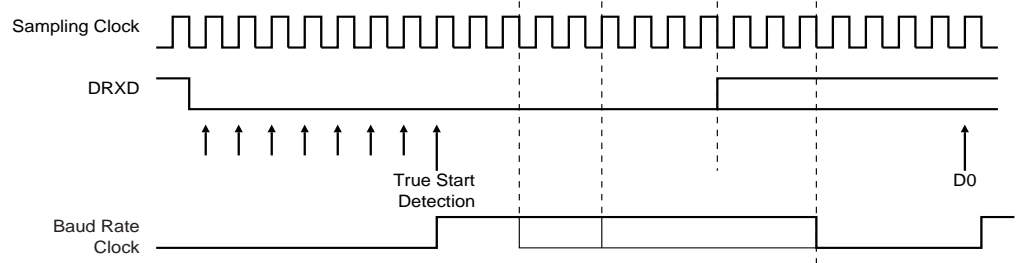 Sampling Clock
DRXD
True Start
Detection
D0
Baud Rate
Clock